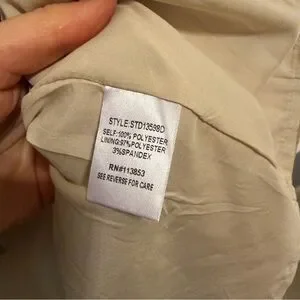 STYLE:STD13598D
SELF:100% POLYESTER
LINING:97%POLYESTER
3%SPANDEX
RN#113853
SEE REVERSE FOR CARE